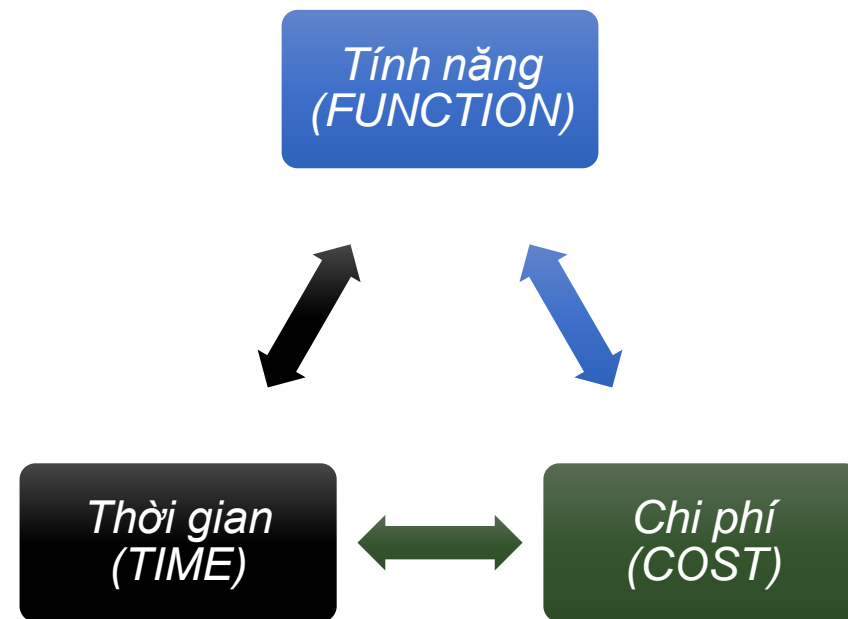 Tính năng
(FUNCTION)
Thời gian
(TIME)
Chi phí
(COST)